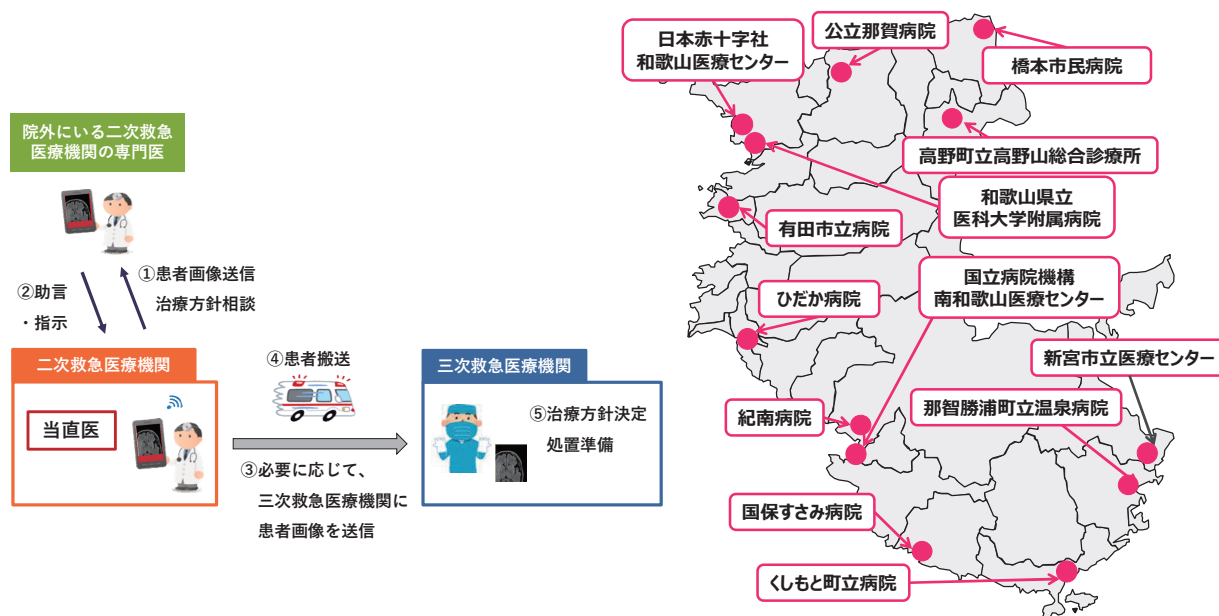 院外にいる二次救急
医療機関の専門医
①患者画像送信
治療方針相談
②助言
・指示
二次救急医療機関
当直医
④患者搬送
③必要に応じて、
三次救急医療機関に
患者画像を送信
三次救急医療機関
⑤治療方針決定
処置準備
日本赤十字社
和歌山医療センター
公立那賀病院
橋本市民病院
高野町立高野山総合診療所
和歌山県立
医科大学附属病院
有田市立病院
国立病院機構
南和歌山医療センター
ひだか病院
新宮市立医療センター
那智勝浦町立温泉病院
紀南病院
国保すさみ病院
くしもと町立病院